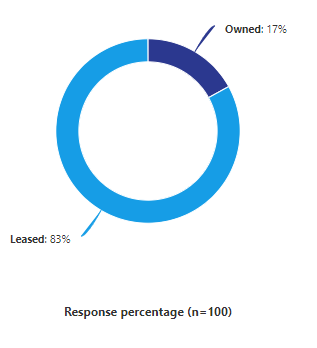 Owned: 17%
Leased: 83%
Response percentage (n=100)